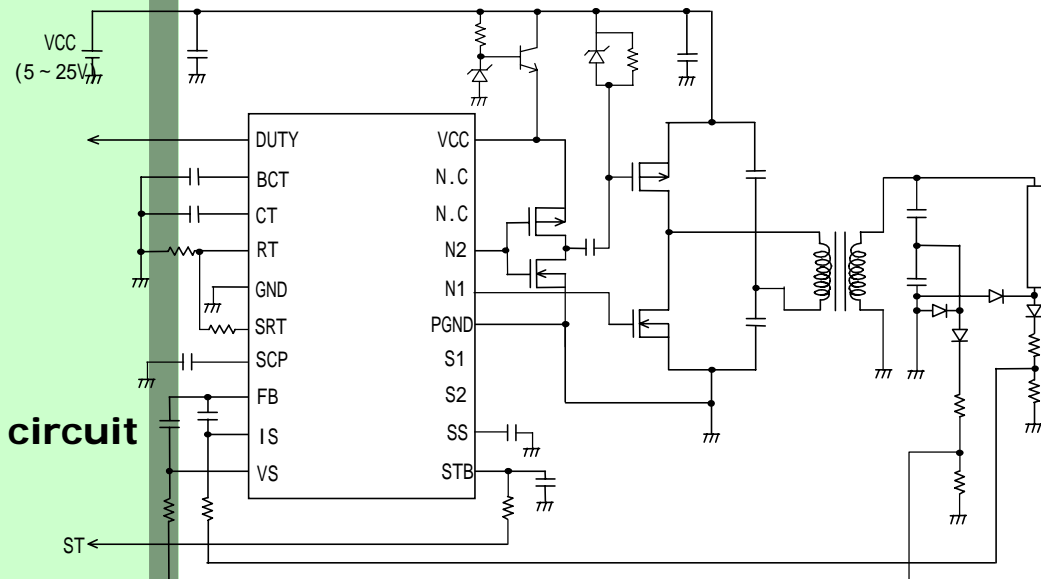 VCC
(5 ~ 25V)
DUTY
BCT
CT
RT
GND
SRT
SCP
FB
IS
VS
VCC
N.C
N.C
N2
N1
PGND
S1
S2
SS
STB
circuit
ST